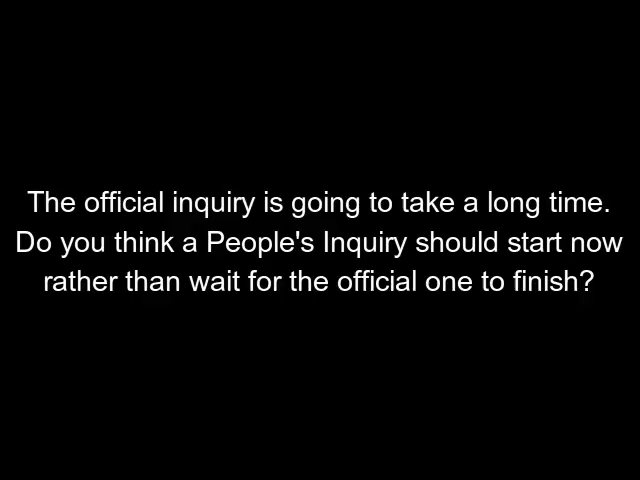 The official inquiry is going to take a long time.
Do you think a People's Inquiry should start now
rather than wait for the official one to finish?